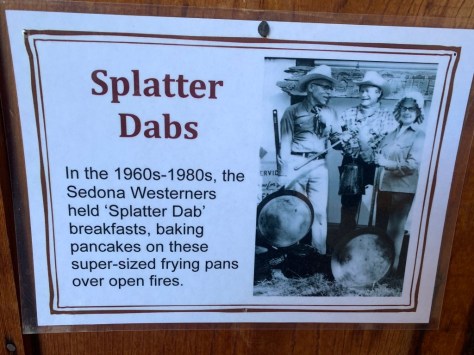 Splatter
Dabs
In the 1960s-1980s, the
Sedona Westerners
held ‘Splatter Dab’
breakfasts, baking
pancakes on these
super-sized frying pans
over open fires.